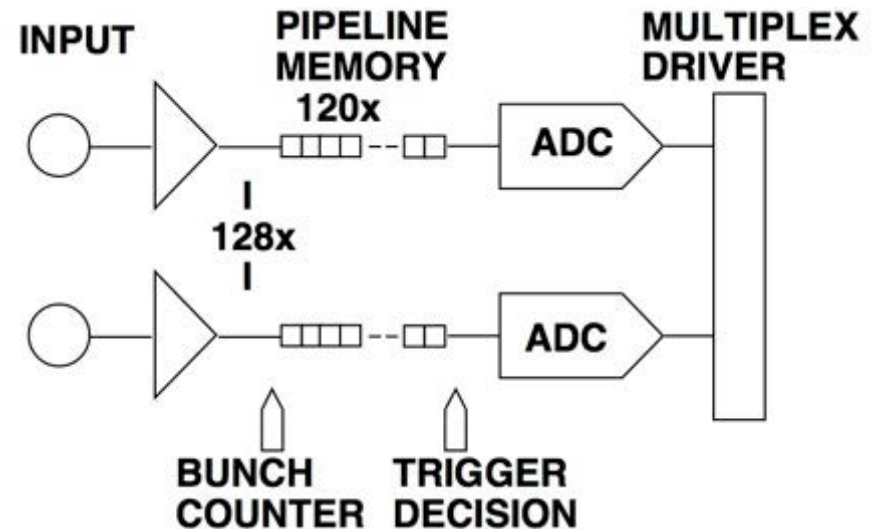 INPUT
PIPELINE
MEMORY
120x
MULTIPLEX
DRIVER
ADC
128x
ADC
BUNCH
COUNTER
TRIGGER
DECISION